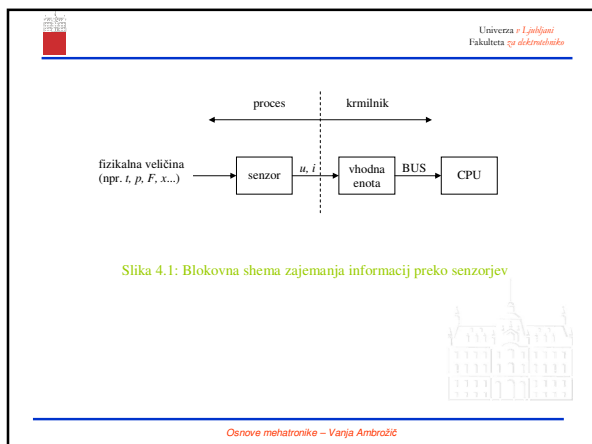 Univerza v Ljubljani
Fakulteta za elektrotehniko
proces
krmilnik
fizikalna veličina
(npr. t, p, F, x...)
senzor
u, i
vhodna
enota
BUS
CPU
Slika 4.1: Blokovna shema zajemanja informacij preko senzorjev
Osnove mehatronike – Vanja Ambrožič